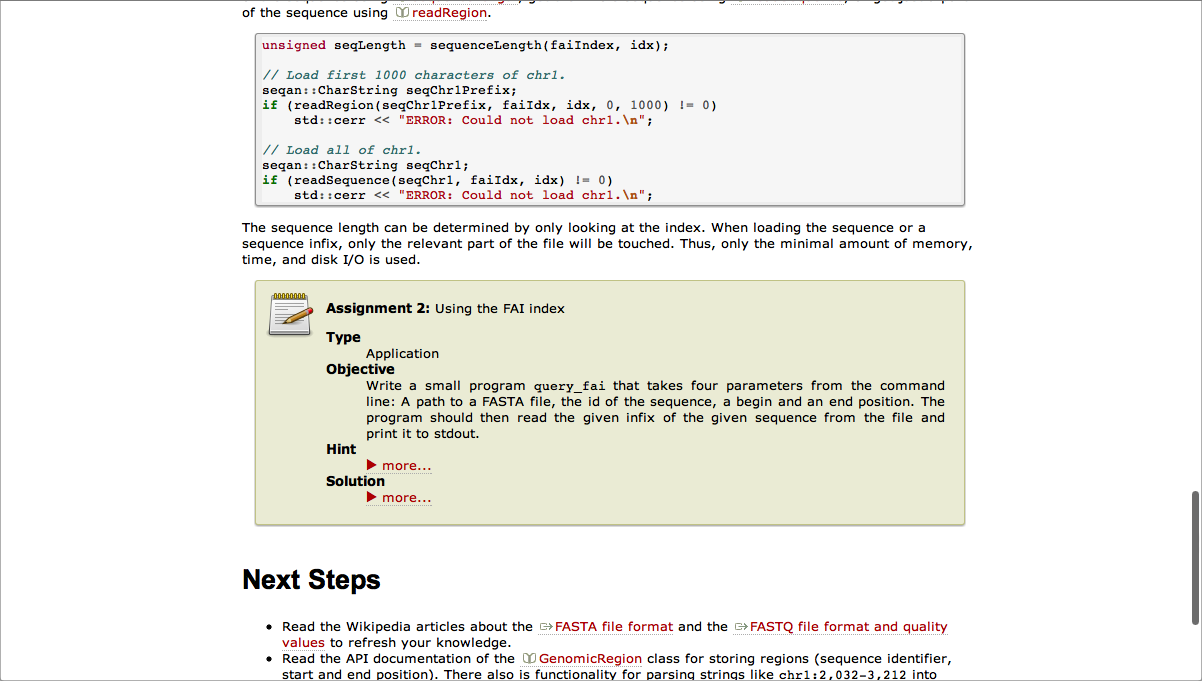 of the sequence using readRegion.
unsigned seqLength = sequenceLength(faiIndex, idx);
// Load first 1000 characters of chr1.
seqan::CharString seqChr1Prefix;
if (readRegion(seqChr1Prefix, faiIdx, idx, 0, 1000) != 0)
    std::cerr << "ERROR: Could not load chr1.\n";
// Load all of chr1.
seqan::CharString seqChr1;
if (readSequence(seqChr1, faiIdx, idx) != 0)
    std::cerr << "ERROR: Could not load chr1.\n";
The sequence length can be determined by only looking at the index. When loading the sequence or a
sequence infix, only the relevant part of the file will be touched. Thus, only the minimal amount of memory,
time, and disk I/O is used.
Assignment 2: Using the FAI index
Type
Application
Objective
Write a small program query_fai that takes four parameters from the command
line: A path to a FASTA file, the id of the sequence, a begin and an end position. The
program should then read the given infix of the given sequence from the file and
print it to stdout.
Hint
more...
Solution
more...
Next Steps
• Read the Wikipedia articles about the FASTA file format and the FASTQ file format and quality
values to refresh your knowledge.
• Read the API documentation of the GenomicRegion class for storing regions (sequence identifier,
start and end position). There also is functionality for parsing strings like chr1:2,032-3,212 into